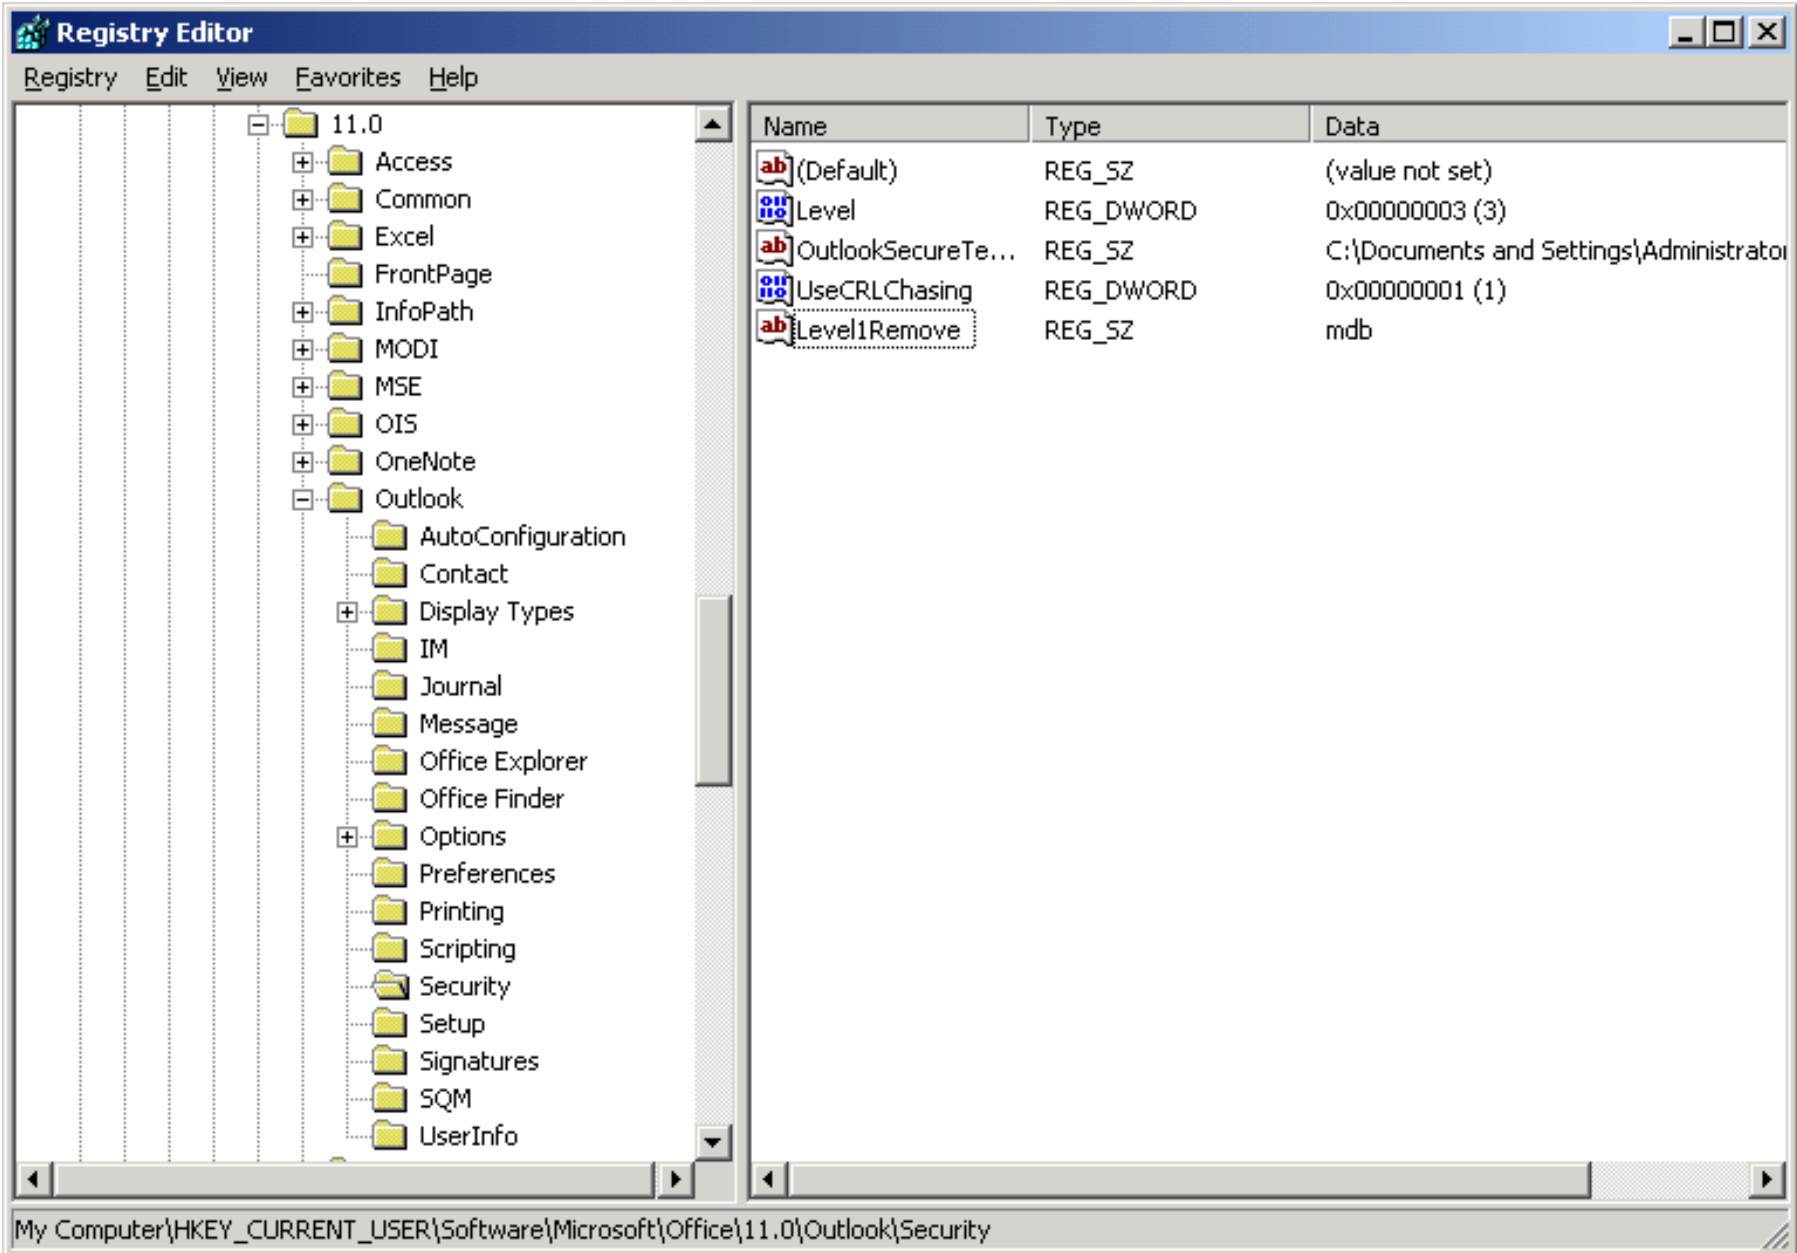 Registry Editor
Registry Edit View Favorites Help
11.0
Access
Common
Excel
FrontPage
InfoPath
MODI
MSE
OIS
OneNote
Outlook
AutoConfiguration
Contact
Display Types
IM
Journal
Message
Office Explorer
Office Finder
Options
Preferences
Printing
Scripting
Security
Setup
Signatures
SQM
UserInfo
Name Type Data
(Default) REG_SZ (value not set)
Level REG_DWORD 0x00000003 (3)
OutlookSecureTe... REG_SZ C:\Documents and Settings\Administrator
UseCRLChasing REG_DWORD 0x00000001 (1)
Level1Remove REG_SZ mdb
My Computer\HKEY_CURRENT_USER\Software\Microsoft\Office\11.0\Outlook\Security